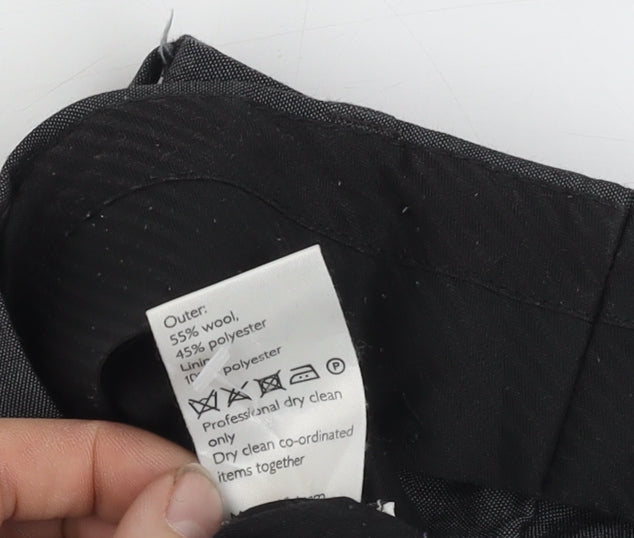 Outer:
55% wool,
45% polyester
polyester
P
Professional dry clean
only
Dry clean co-ordinated
items together